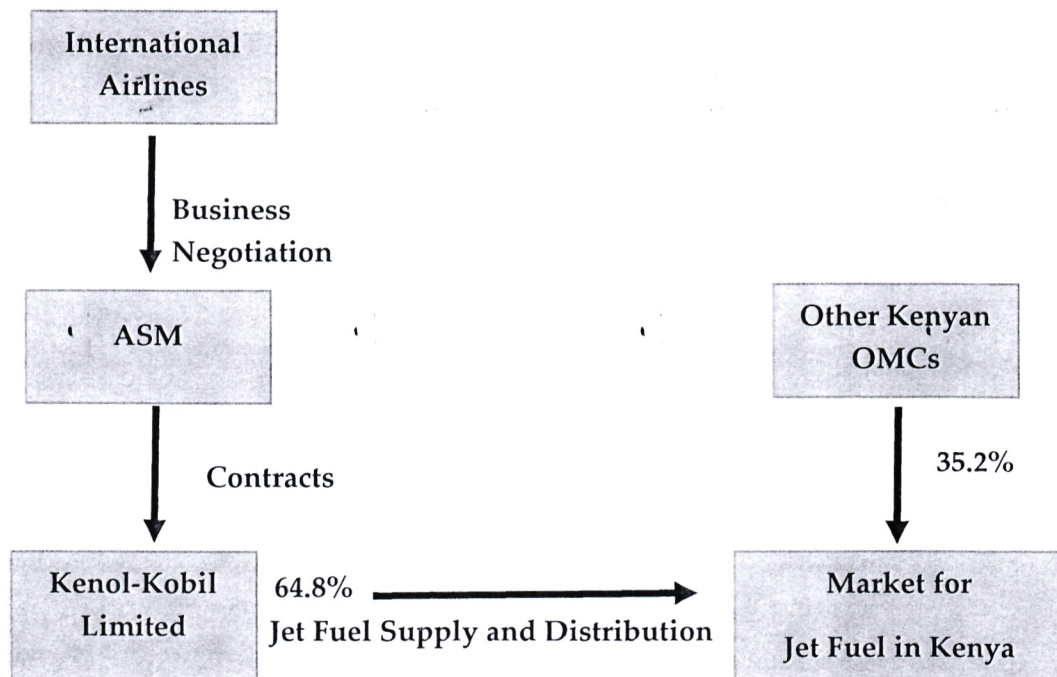 International
Airlines
Business
Negotiation
ASM
Other Kenyan
OMCs
Contracts
35.2%
Kenol-Kobil
Limited
64.8%
Jet Fuel Supply and Distribution
Market for
Jet Fuel in Kenya